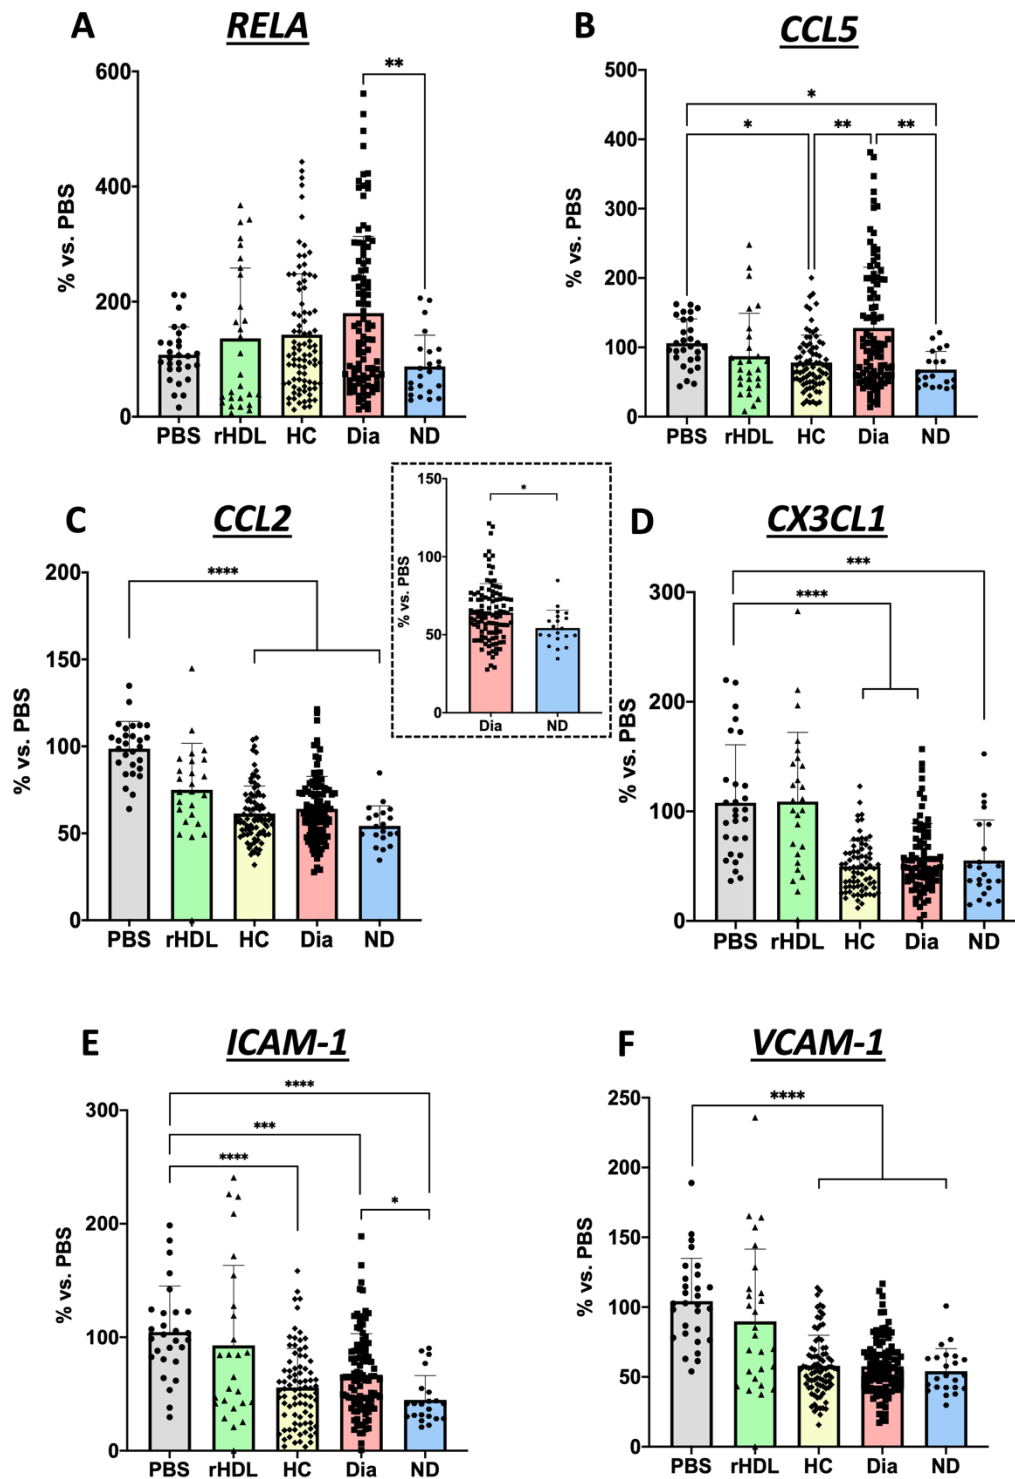 A RELA
% vs. PBS
600
400
200
0
**
PBS rHDL HC Dia ND
B CCL5
% vs. PBS
500
400
300
200
100
0
*
* ** **
PBS rHDL HC Dia ND
C CCL2
% vs. PBS
200
150
100
50
0
****
PBS rHDL HC Dia ND
% vs. PBS
150
100
50
0
*
Dia ND
D CX3CL1
% vs. PBS
300
200
100
0
***
****
PBS rHDL HC Dia ND
E ICAM-1
% vs. PBS
300
200
100
0
****
***
****
*
PBS rHDL HC Dia ND
F VCAM-1
% vs. PBS
250
200
150
100
50
0
****
PBS rHDL HC Dia ND